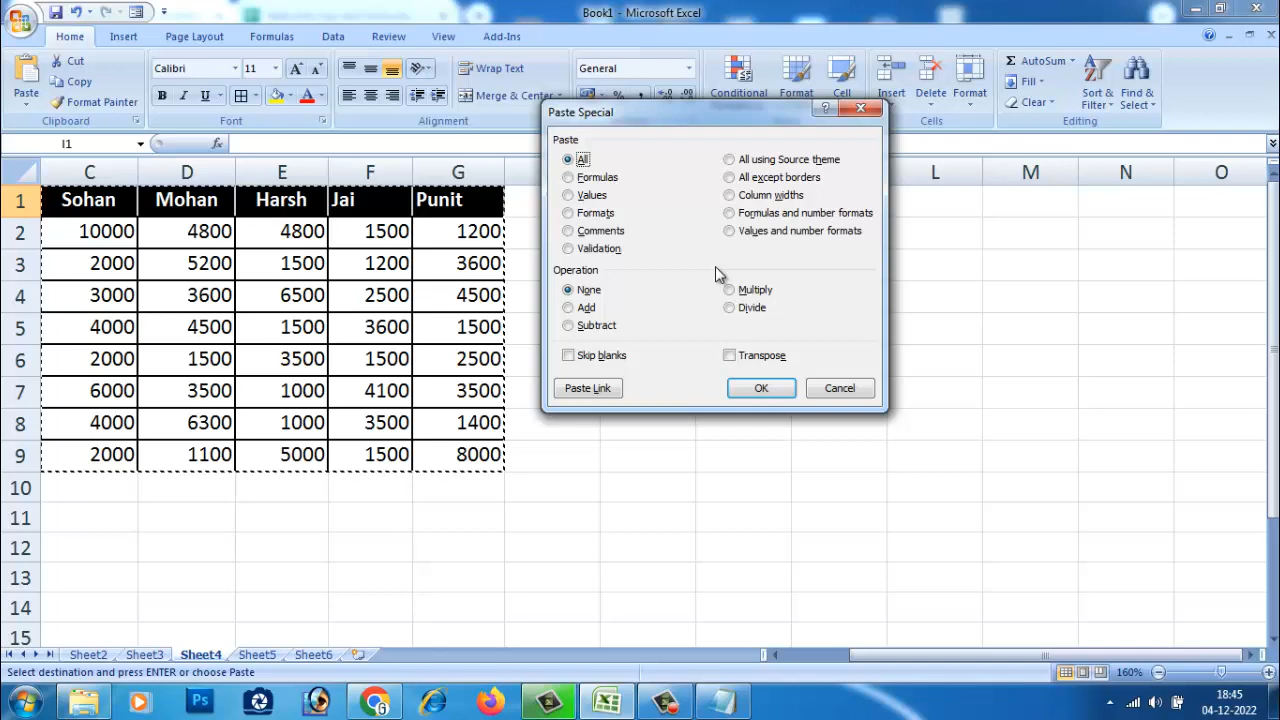 Book1 - Microsoft Excel
Home Insert Page Layout Formulas Data Review View Add-Ins
Paste
Cut
Copy
Format Painter
Clipboard
Calibri 11
B I U
Font
Wrap Text
Merge & Center
Alignment
General
%
Conditional
Format
Cell
Insert Delete Format
Cells
Σ AutoSum
Fill
Clear
Sort & Filter
Find & Select
Editing
I1
fx
C D E F G L M N O
1 Sohan Mohan Harsh Jai Punit
2 10000 4800 4800 1500 1200
3 2000 5200 1500 1200 3600
4 3000 3600 6500 2500 4500
5 4000 4500 1500 3600 1500
6 2000 1500 3500 1500 2500
7 6000 3500 1000 4100 3500
8 4000 6300 1000 3500 1400
9 2000 1100 5000 1500 8000
10
11
12
13
14
15
Paste Special
Paste
All
Formulas
Values
Formats
Comments
Validation
All using Source theme
All except borders
Column widths
Formulas and number formats
Values and number formats
Operation
None
Add
Subtract
Multiply
Divide
Skip blanks
Transpose
Paste Link
OK
Cancel
Sheet2 Sheet3 Sheet4 Sheet5 Sheet6
Select destination and press ENTER or choose Paste
160%
Ps
18:45
04-12-2022